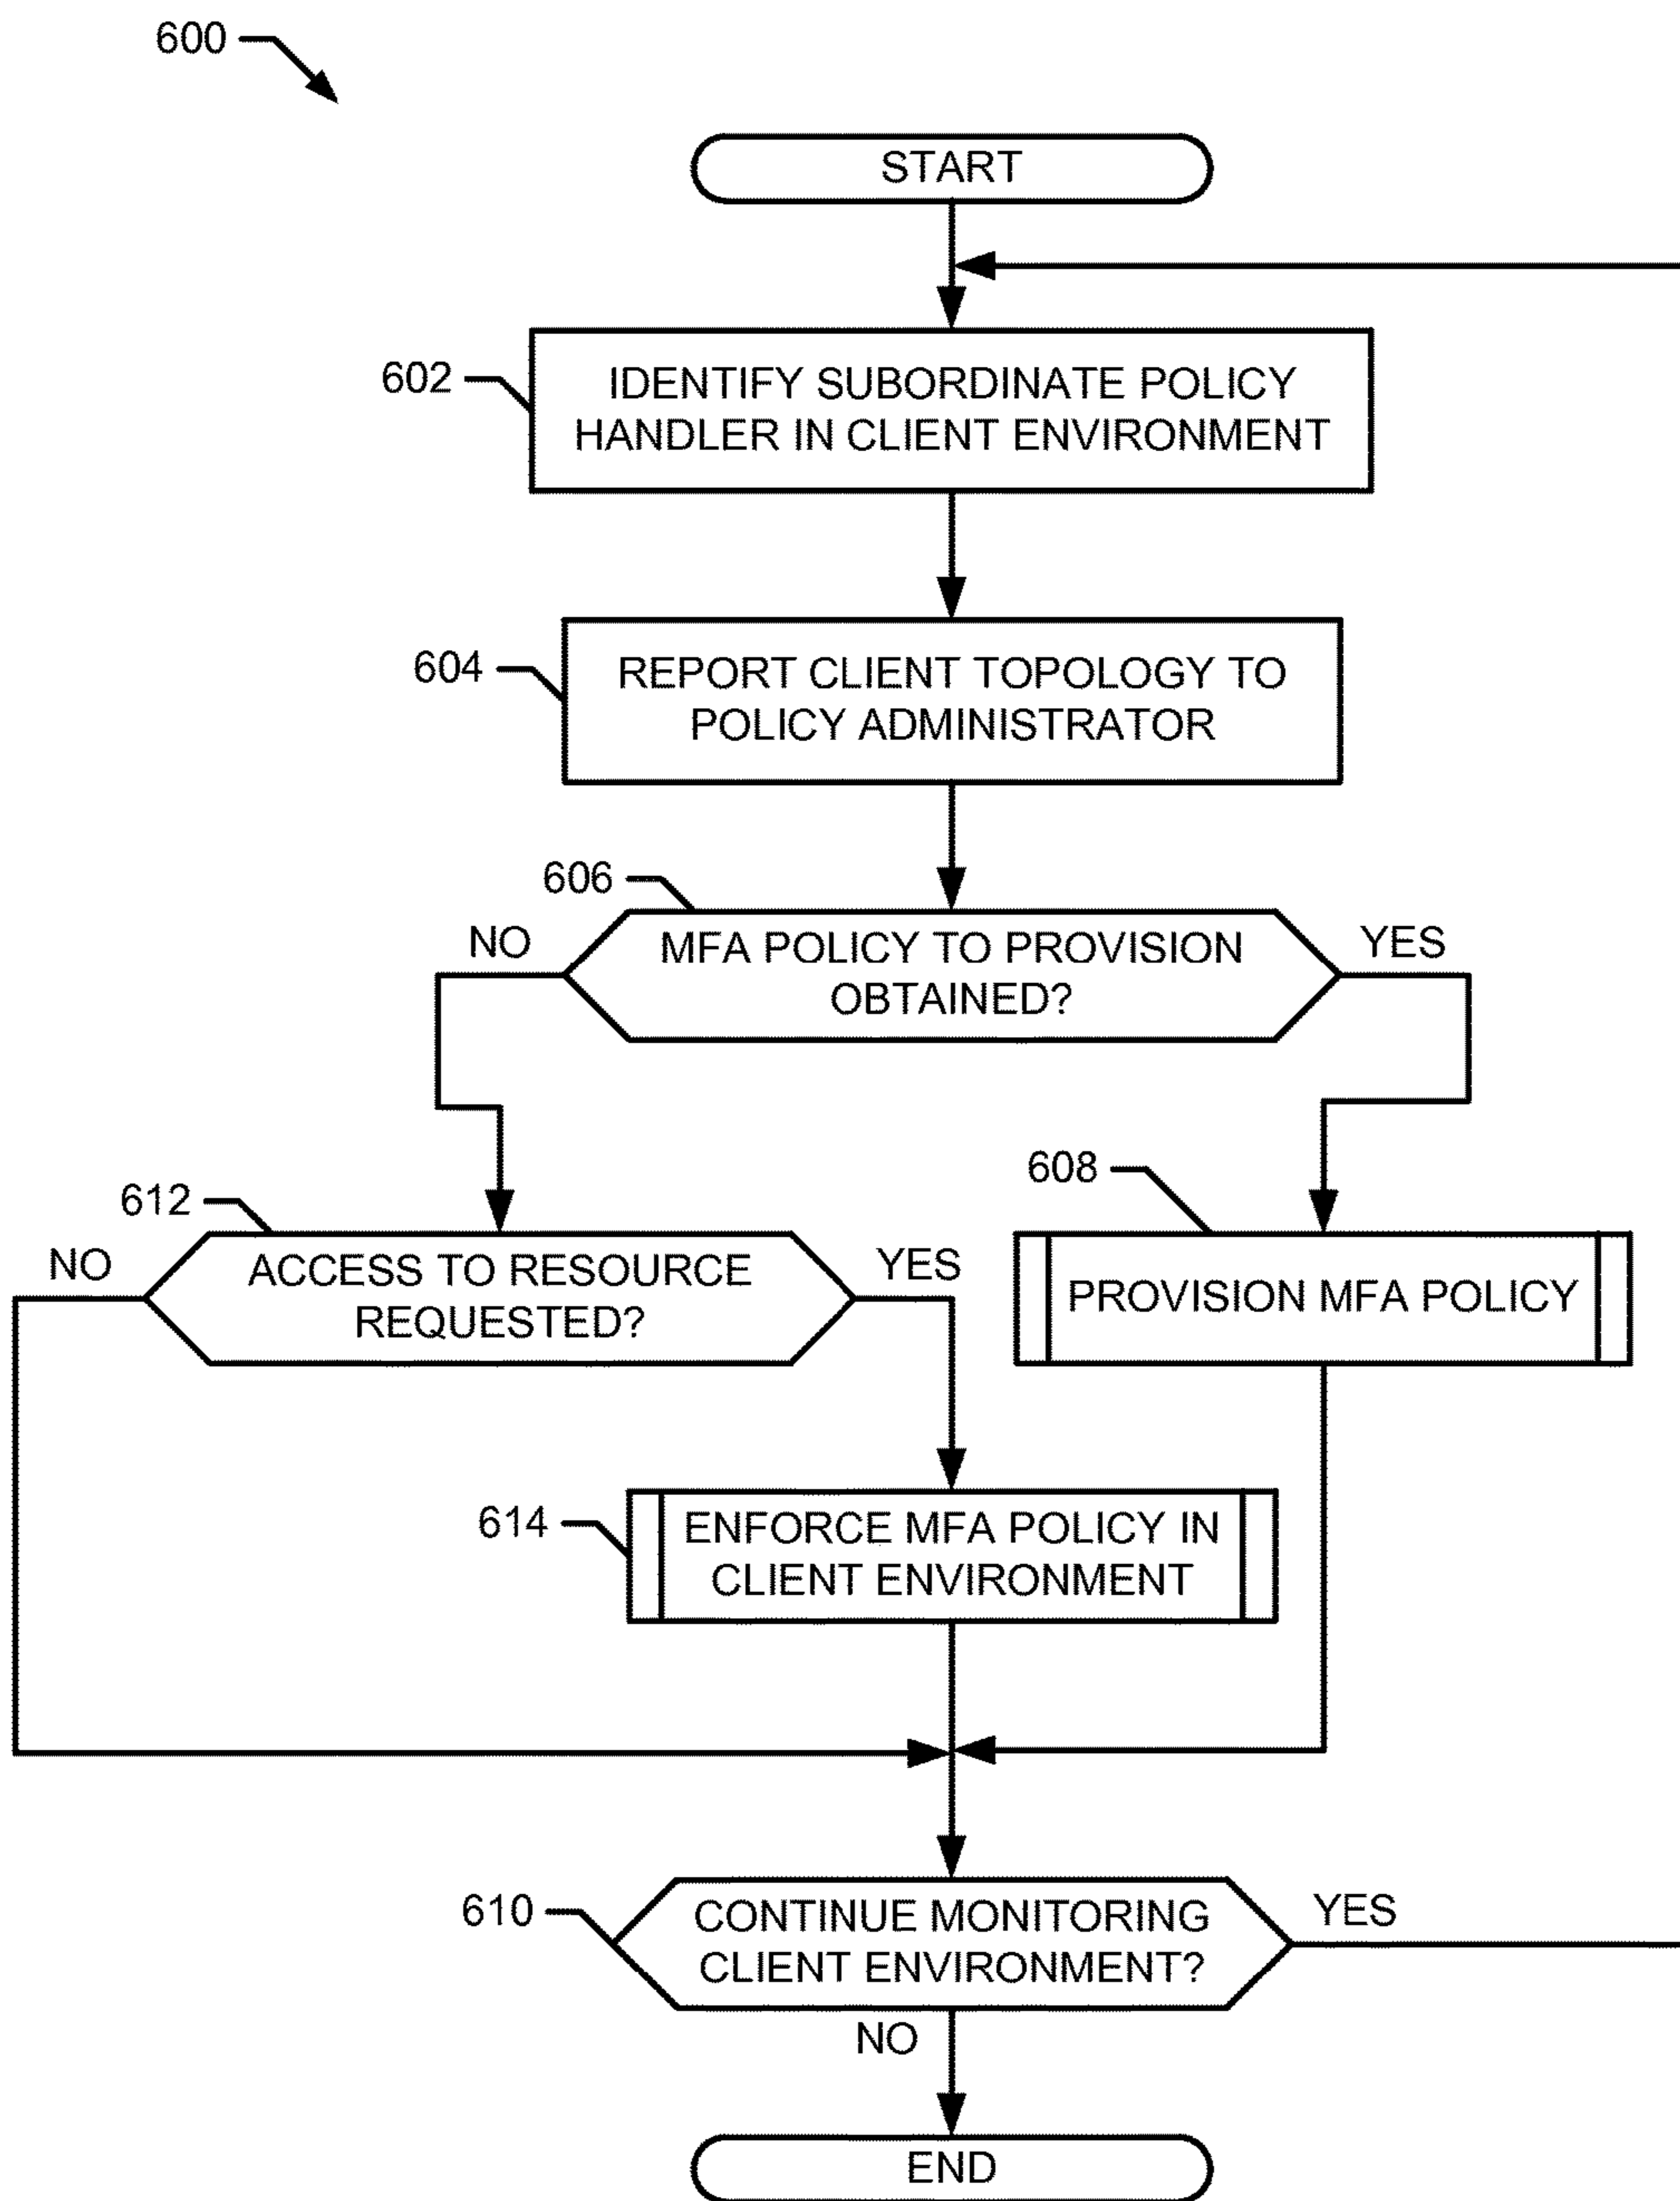 600
START
602
IDENTIFY SUBORDINATE POLICY
HANDLER IN CLIENT ENVIRONMENT
604
REPORT CLIENT TOPOLOGY TO
POLICY ADMINISTRATOR
606
NO
MFA POLICY TO PROVISION
OBTAINED?
YES
612
NO
ACCESS TO RESOURCE
REQUESTED?
YES
608
PROVISION MFA POLICY
614
ENFORCE MFA POLICY IN
CLIENT ENVIRONMENT
610
CONTINUE MONITORING
CLIENT ENVIRONMENT?
YES
NO
END